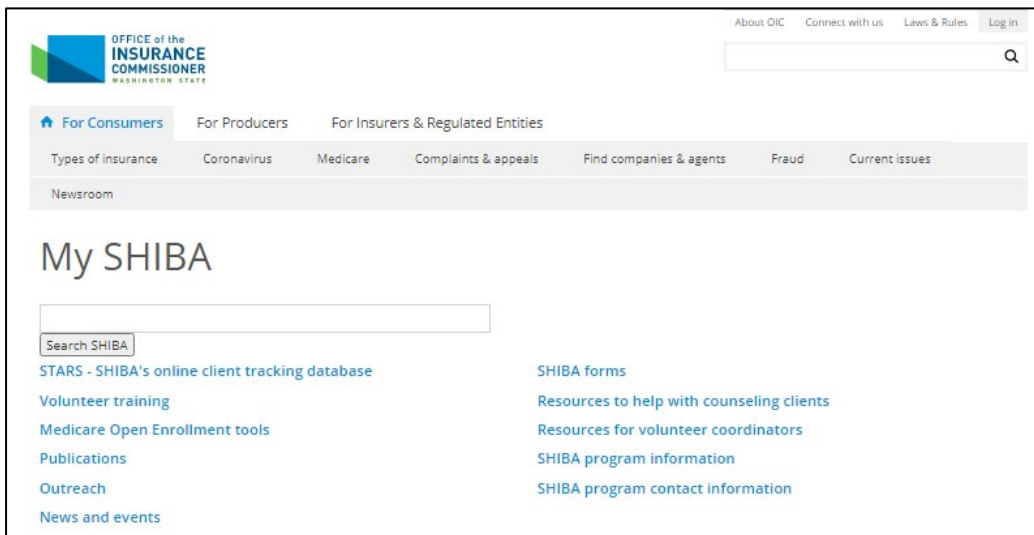 About OIC Connect with us Laws & Rules Log in
OFFICE of the
INSURANCE
COMMISSIONER
WASHINGTON STATE
For Consumers For Producers For Insurers & Regulated Entities
Types of insurance Coronavirus Medicare Complaints & appeals Find companies & agents Fraud Current issues
Newsroom
My SHIBA
Search SHIBA
STARS - SHIBA's online client tracking database
Volunteer training
Medicare Open Enrollment tools
Publications
Outreach
News and events
SHIBA forms
Resources to help with counseling clients
Resources for volunteer coordinators
SHIBA program information
SHIBA program contact information